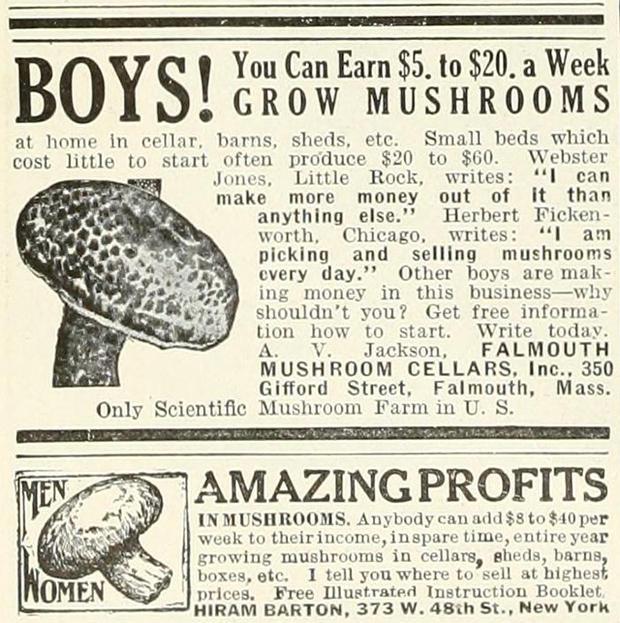 BOYS! You Can Earn $5. to $20. a Week
GROW MUSHROOMS
at home in cellar, barns, sheds, etc. Small beds which
cost little to start often produce $20 to $60. Webster
Jones, Little Rock, writes: "I can
make more money out of it than
anything else." Herbert Ficken-
worth, Chicago, writes: "I am
picking and selling mushrooms
every day." Other boys are mak-
ing money in this business—why
shouldn't you? Get free informa-
tion how to start. Write today.
A. V. Jackson, FALMOUTH
MUSHROOM CELLARS, Inc., 350
Gifford Street, Falmouth, Mass.
Only Scientific Mushroom Farm in U. S.
MEN
WOMEN
AMAZING PROFITS
IN MUSHROOMS. Anybody can add $8 to $40 per
week to their income, in spare time, entire year
growing mushrooms in cellars, sheds, barns,
boxes, etc. I tell you where to sell at highest
prices. Free Illustrated Instruction Booklet.
HIRAM BARTON, 373 W. 48th St., New York